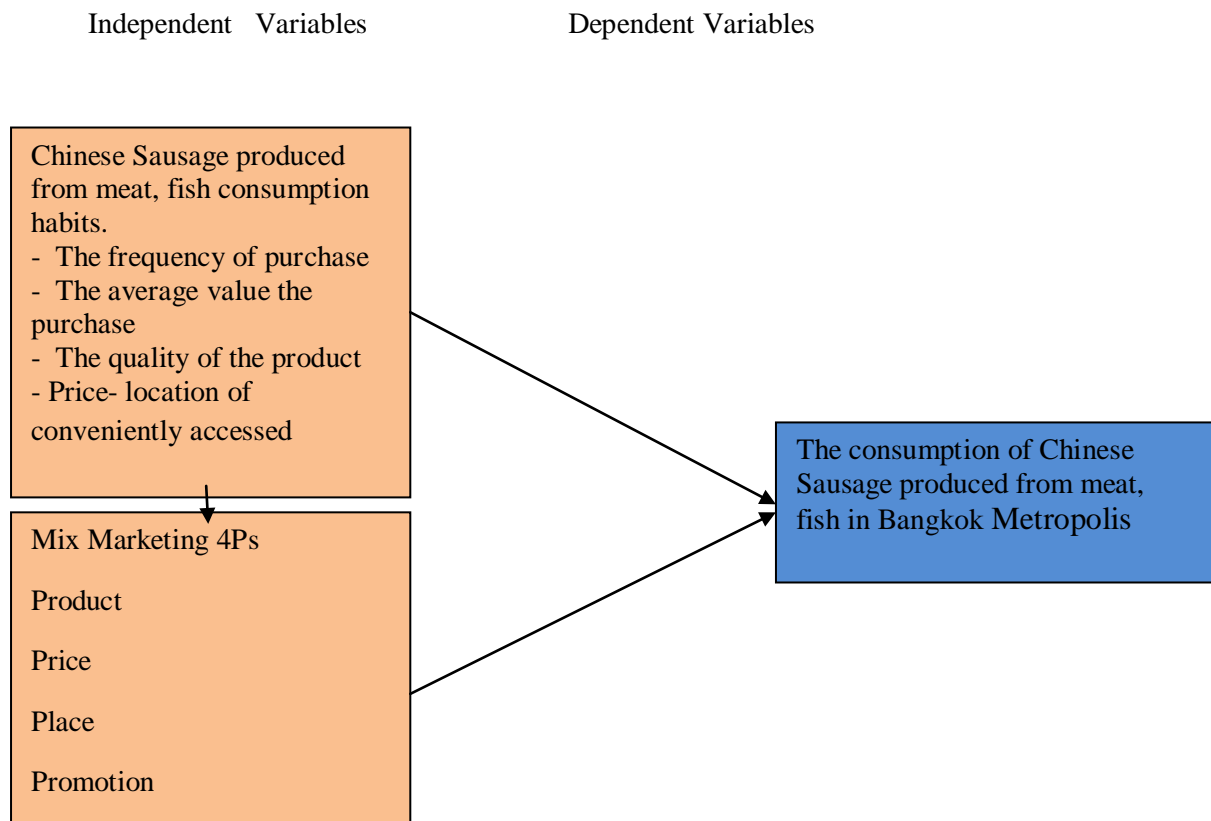 Independent Variables
Dependent Variables
Chinese Sausage produced
from meat, fish consumption
habits.
- The frequency of purchase
- The average value the
purchase
- The quality of the product
- Price- location of
conveniently accessed
Mix Marketing 4Ps
Product
Price
Place
Promotion
The consumption of Chinese
Sausage produced from meat,
fish in Bangkok Metropolis